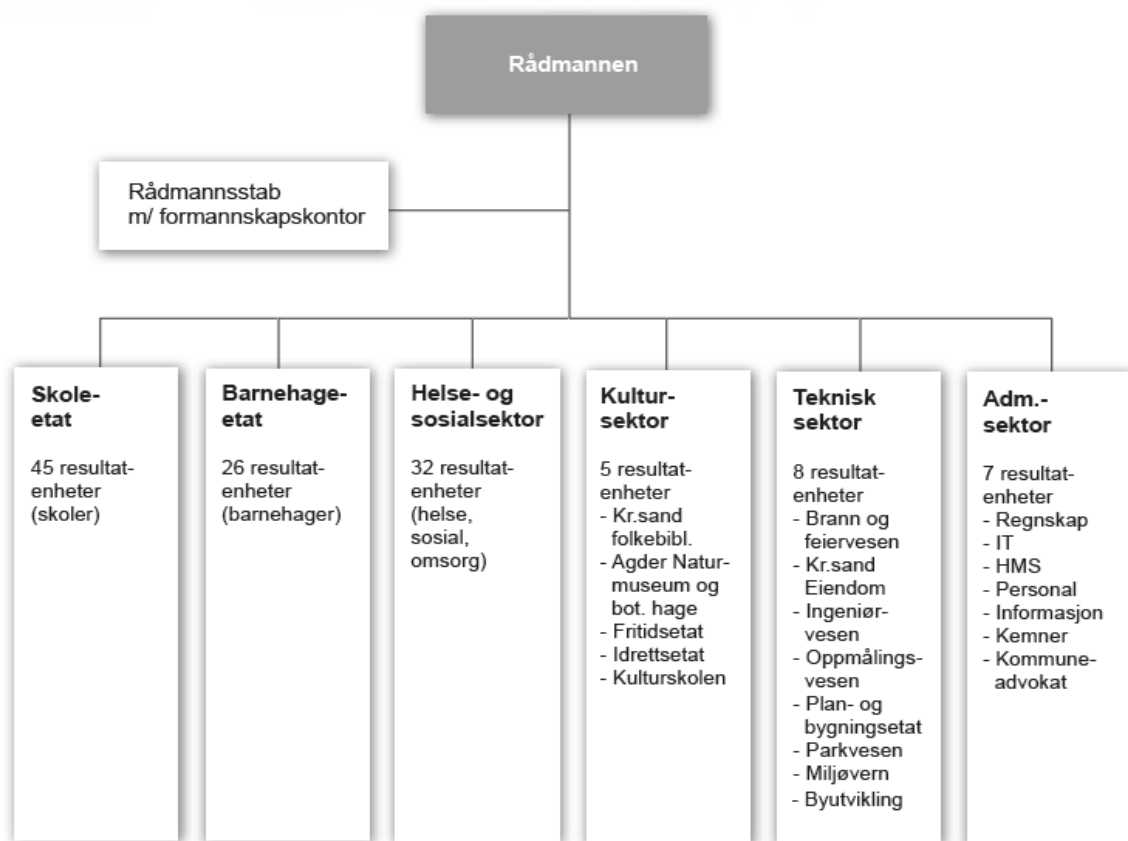 Rådmannen
Rådmannsstab
m/ formannskapskontor
Skole-
etat
45 resultat-
enheter
(skoler)
Barnehage-
etat
26 resultat-
enheter
(barnehager)
Helse- og
sosialsektor
32 resultat-
enheter
(helse,
sosial,
omsorg)
Kultur-
sektor
5 resultat-
enheter
- Kr.sand
folkebibl.
- Agder Natur-
museum og
bot. hage
- Fritidsetat
- Idrettsetat
- Kulturskolen
Teknisk
sektor
8 resultat-
enheter
- Brann og
feiervesen
- Kr.sand
Eiendom
- Ingeniør-
vesen
- Oppmålings-
vesen
- Plan- og
bygningsetat
- Parkvesen
- Miljøvern
- Byutvikling
Adm.-
sektor
7 resultat-
enheter
- Regnskap
- IT
- HMS
- Personal
- Informasjon
- Kemner
- Kommune-
advokat